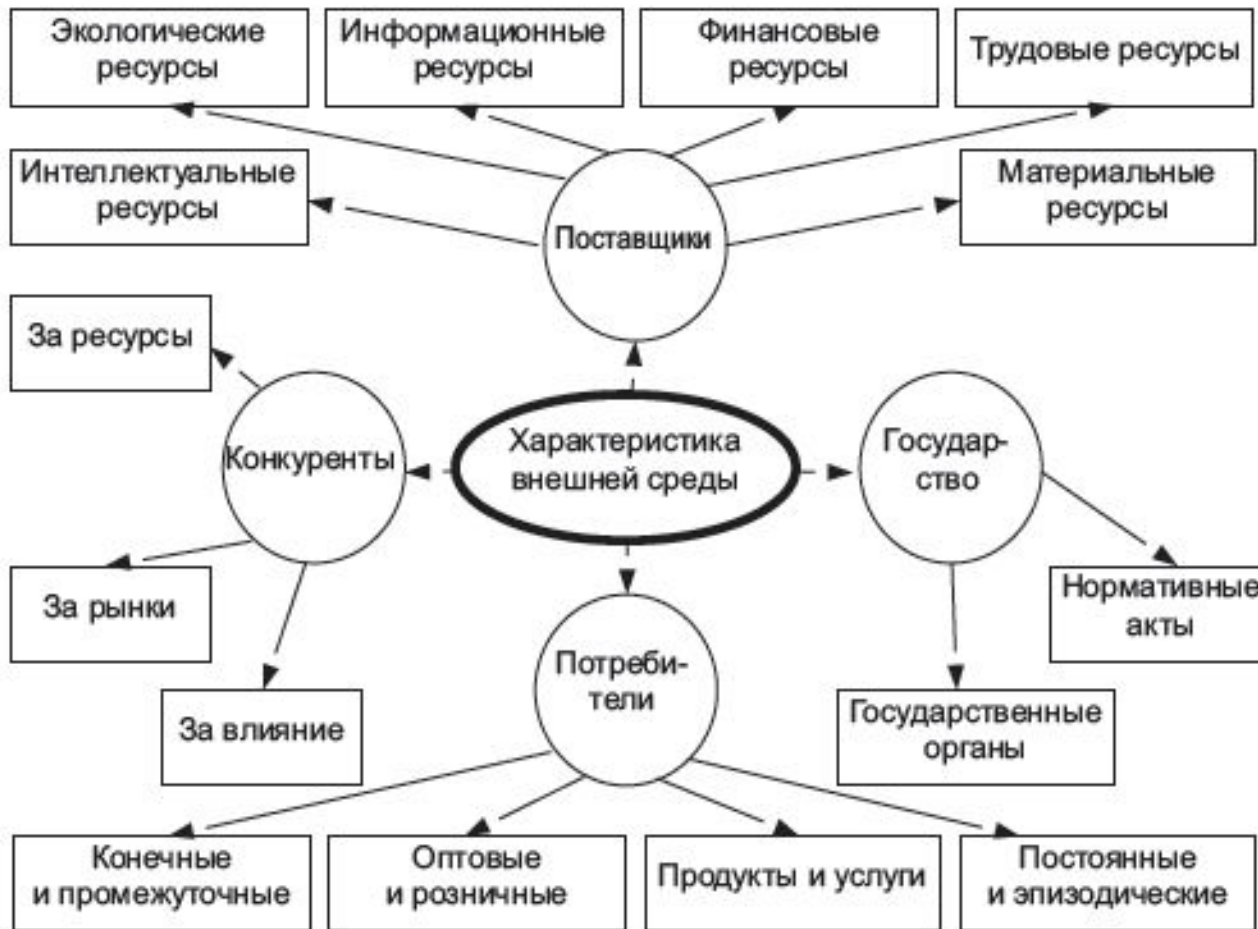 Экологические
ресурсы
Информационные
ресурсы
Финансовые
ресурсы
Трудовые ресурсы
Интеллектуальные
ресурсы
Поставщики
Материальные
ресурсы
За ресурсы
Конкуренты
Характеристика
внешней среды
Государ-
ство
За рынки
Нормативные
акты
За влияние
Потреби-
тели
Государственные
органы
Конечные
и промежуточные
Оптовые
и розничные
Продукты и услуги
Постоянные
и эпизодические